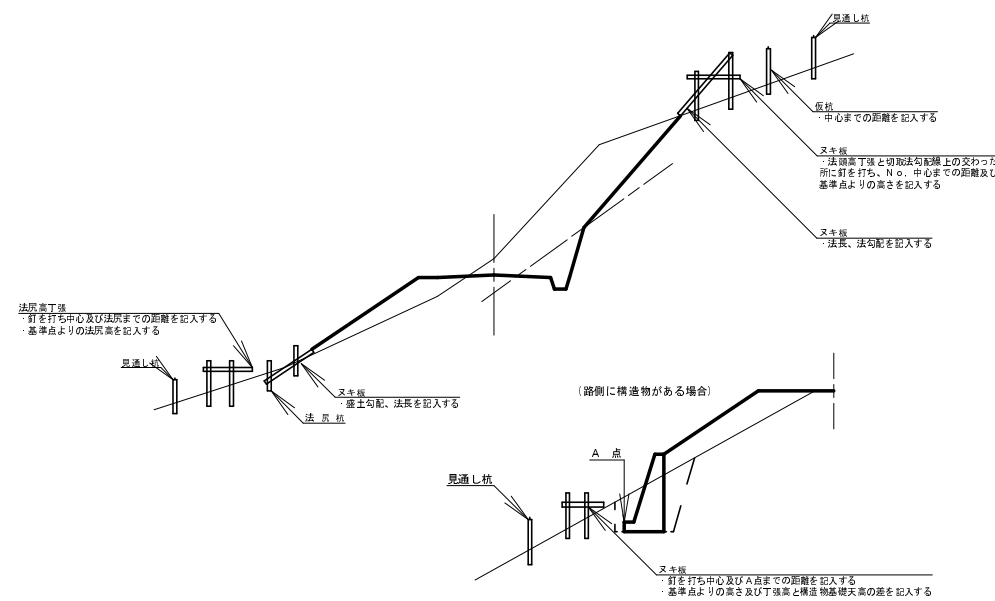 見通し杭
仮杭
・中心までの距離を記入する
ヌキ板
・法頭高丁張と切取法勾配線上の交わった
所に釘を打ち、No．中心までの距離及び
基準点よりの高さを記入する
ヌキ板
・法長、法勾配を記入する
法尻高丁張
・釘を打ち中心及び法尻までの距離を記入する
・基準点よりの法尻高を記入する
見通し杭
ヌキ板
・盛土勾配、法長を記入する
法 尻 杭
（路側に構造物がある場合）
A 点
見通し杭
ヌキ板
・釘を打ち中心及びA点までの距離を記入する
・基準点よりの高さ及び丁張高と構造物基礎天高の差を記入する